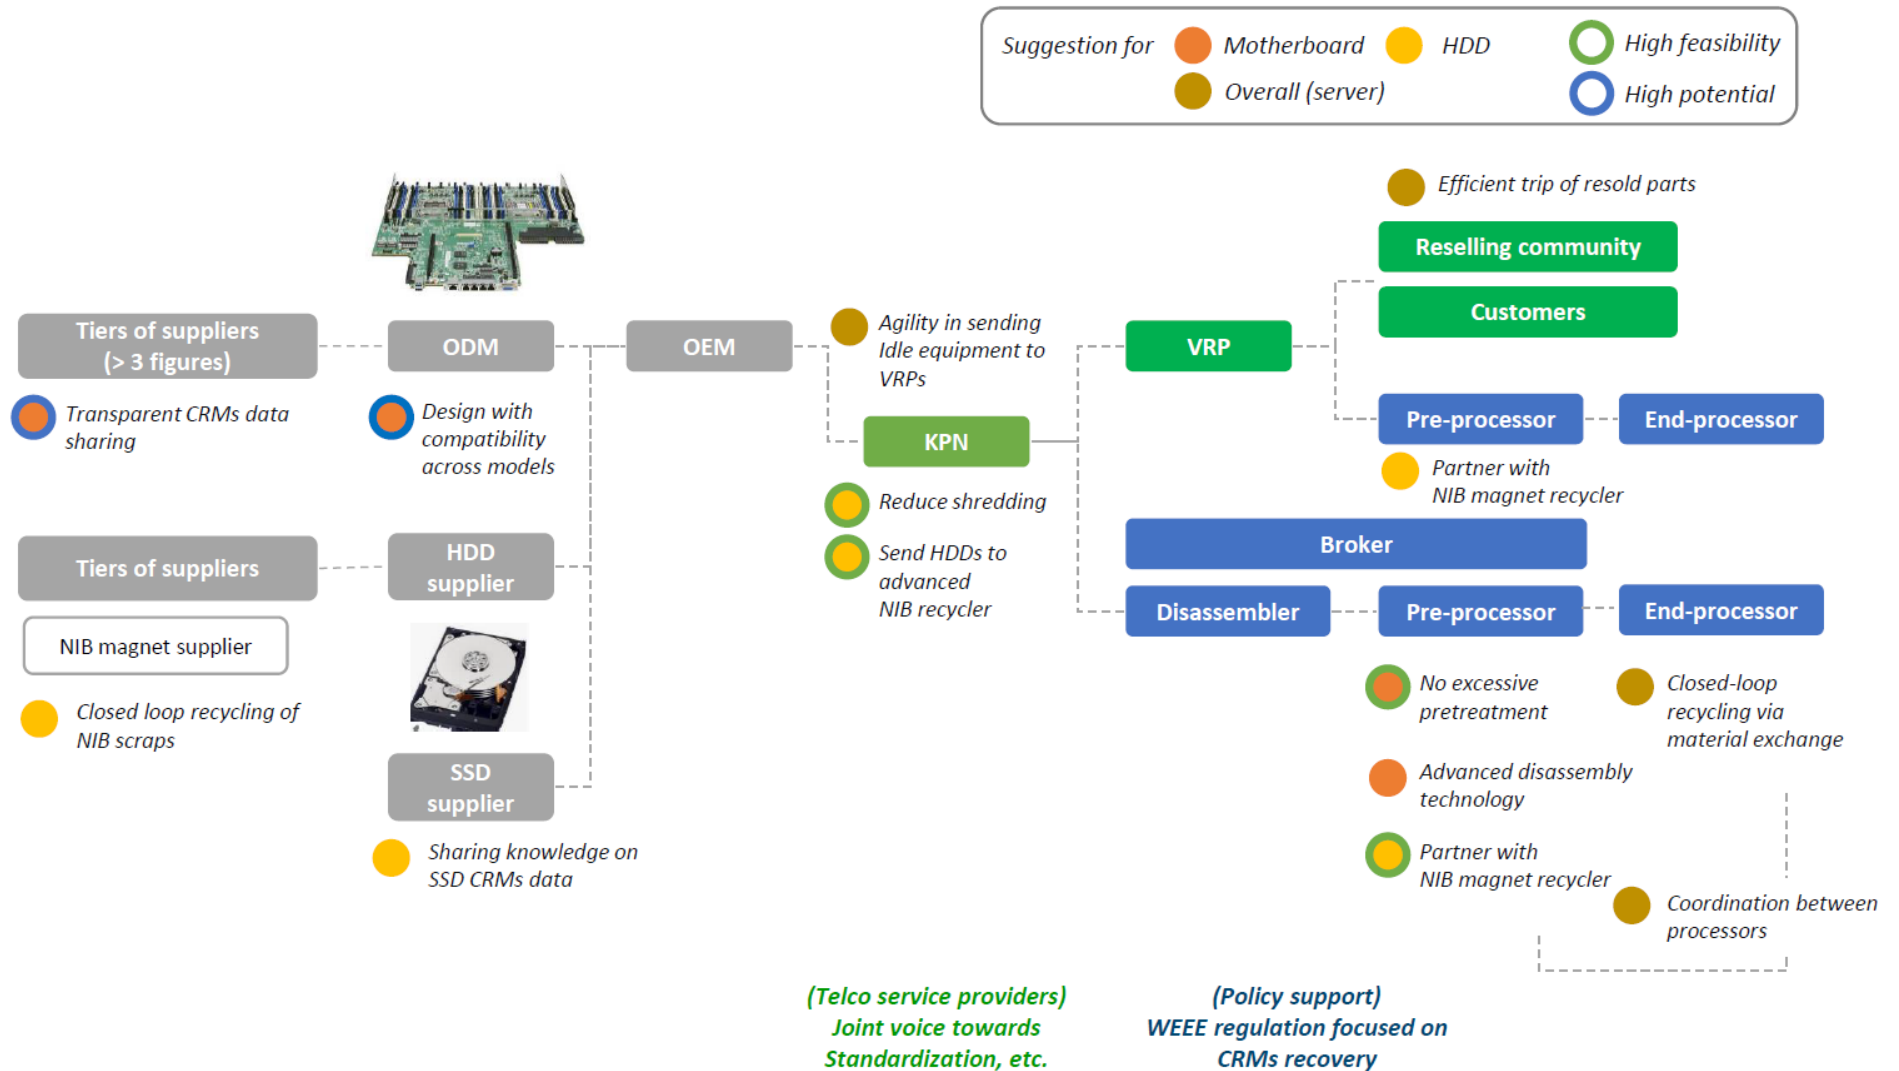 Suggestion for
Motherboard
HDD
High feasibility
Overall (server)
High potential
Efficient trip of resold parts
Reselling community
Customers
Tiers of suppliers
(> 3 figures)
ODM
OEM
Agility in sending
Idle equipment to
VRPs
VRP
Transparent CRMs data
sharing
Design with
compatibility
across models
KPN
Pre-processor
End-processor
Partner with
NIB magnet recycler
Reduce shredding
Send HDDs to
advanced
NIB recycler
Broker
Tiers of suppliers
HDD
supplier
Disassembler
Pre-processor
End-processor
NIB magnet supplier
Closed loop recycling of
NIB scraps
No excessive
pretreatment
Closed-loop
recycling via
material exchange
SSD
supplier
Advanced disassembly
technology
Sharing knowledge on
SSD CRMs data
Partner with
NIB magnet recycler
Coordination between
processors
(Telco service providers)
Joint voice towards
Standardization, etc.
(Policy support)
WEEE regulation focused on
CRMs recovery